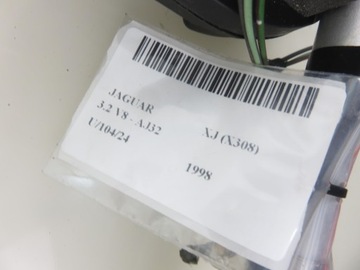 JAGUAR
3.2 V8 - AJ32 XJ (X308)
U/104/24 1998